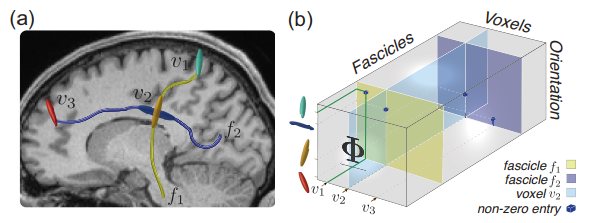 (a)
v1
v2
v3
f2
f1
(b)
Voxels
Fascicles
Orientation
Φ
v1 v2 v3
fascicle f1
fascicle f2
voxel v2
non-zero entry